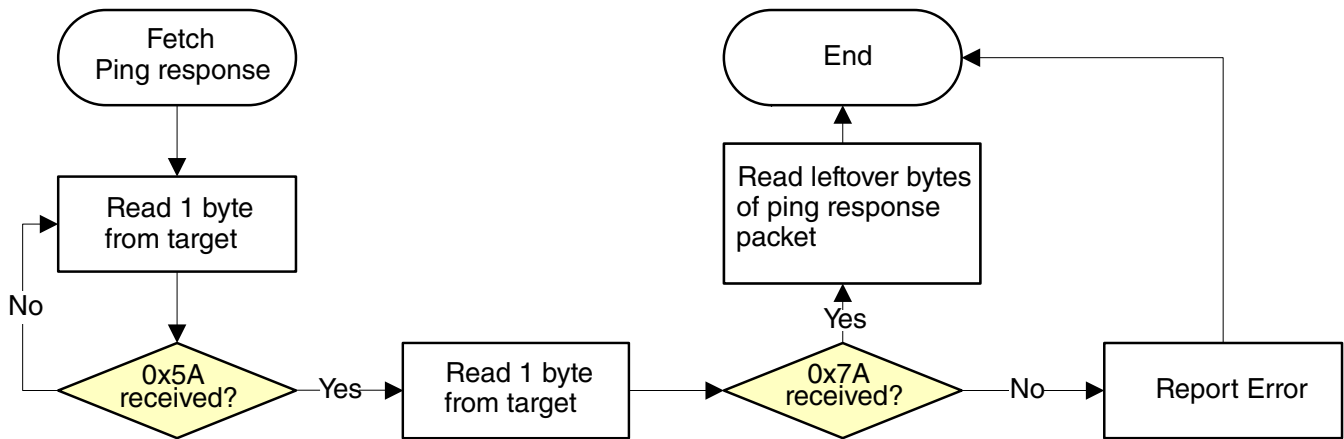 Fetch
Ping response
End
Read 1 byte
from target
Read leftover bytes
of ping response
packet
No
Yes
0x5A
received?
Yes
Read 1 byte
from target
0x7A
received?
No
Report Error